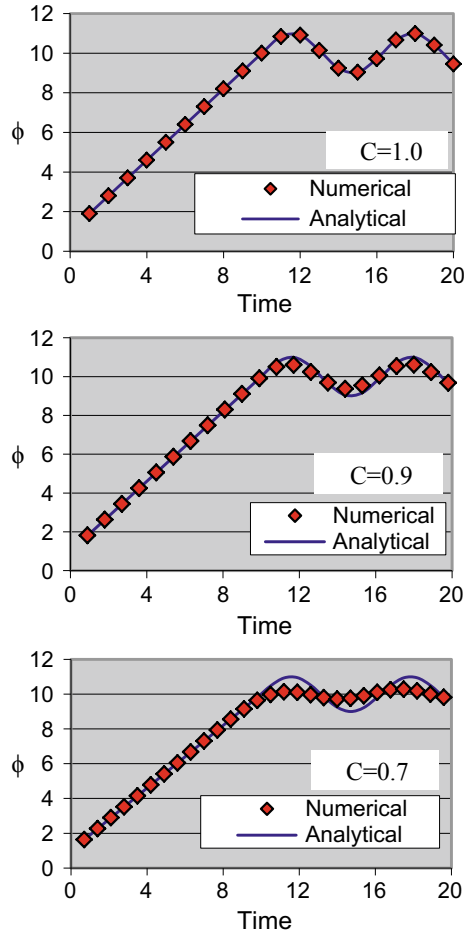 12
10
8
ϕ
6
C=1.0
4
Numerical
2
Analytical
0
0 4 8 12 16 20
Time
12
10
8
ϕ
6
4
C=0.9
2
Numerical
Analytical
0
0 4 8 12 16 20
Time
12
10
8
ϕ
6
4
C=0.7
2
Numerical
Analytical
0
0 4 8 12 16 20
Time